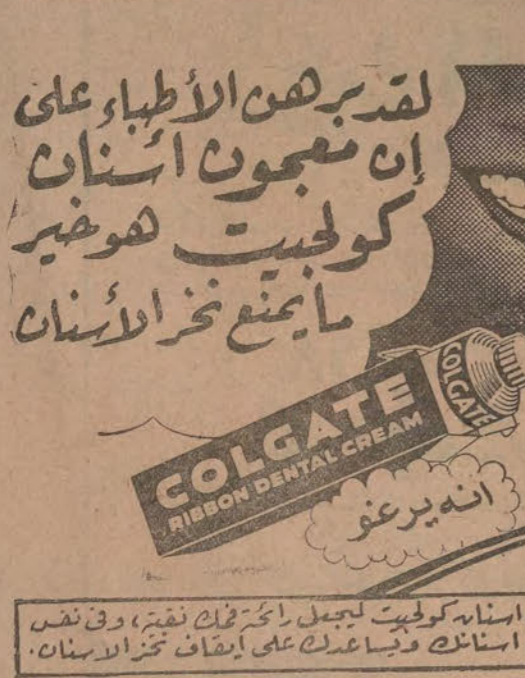 لقد برهن الأطباء على
إن معجون أسنان
كولجيت هو خير
ما يمنع نخر الأسنان
COLGATE
COLGATE
RIBBON DENTAL CREAM
انه يرغو
اسنان كولجيت ليجعل رائحة فمك نقية، وفى نفس
اسنانك ويساعدك على ايقاف نخر الاسنان.